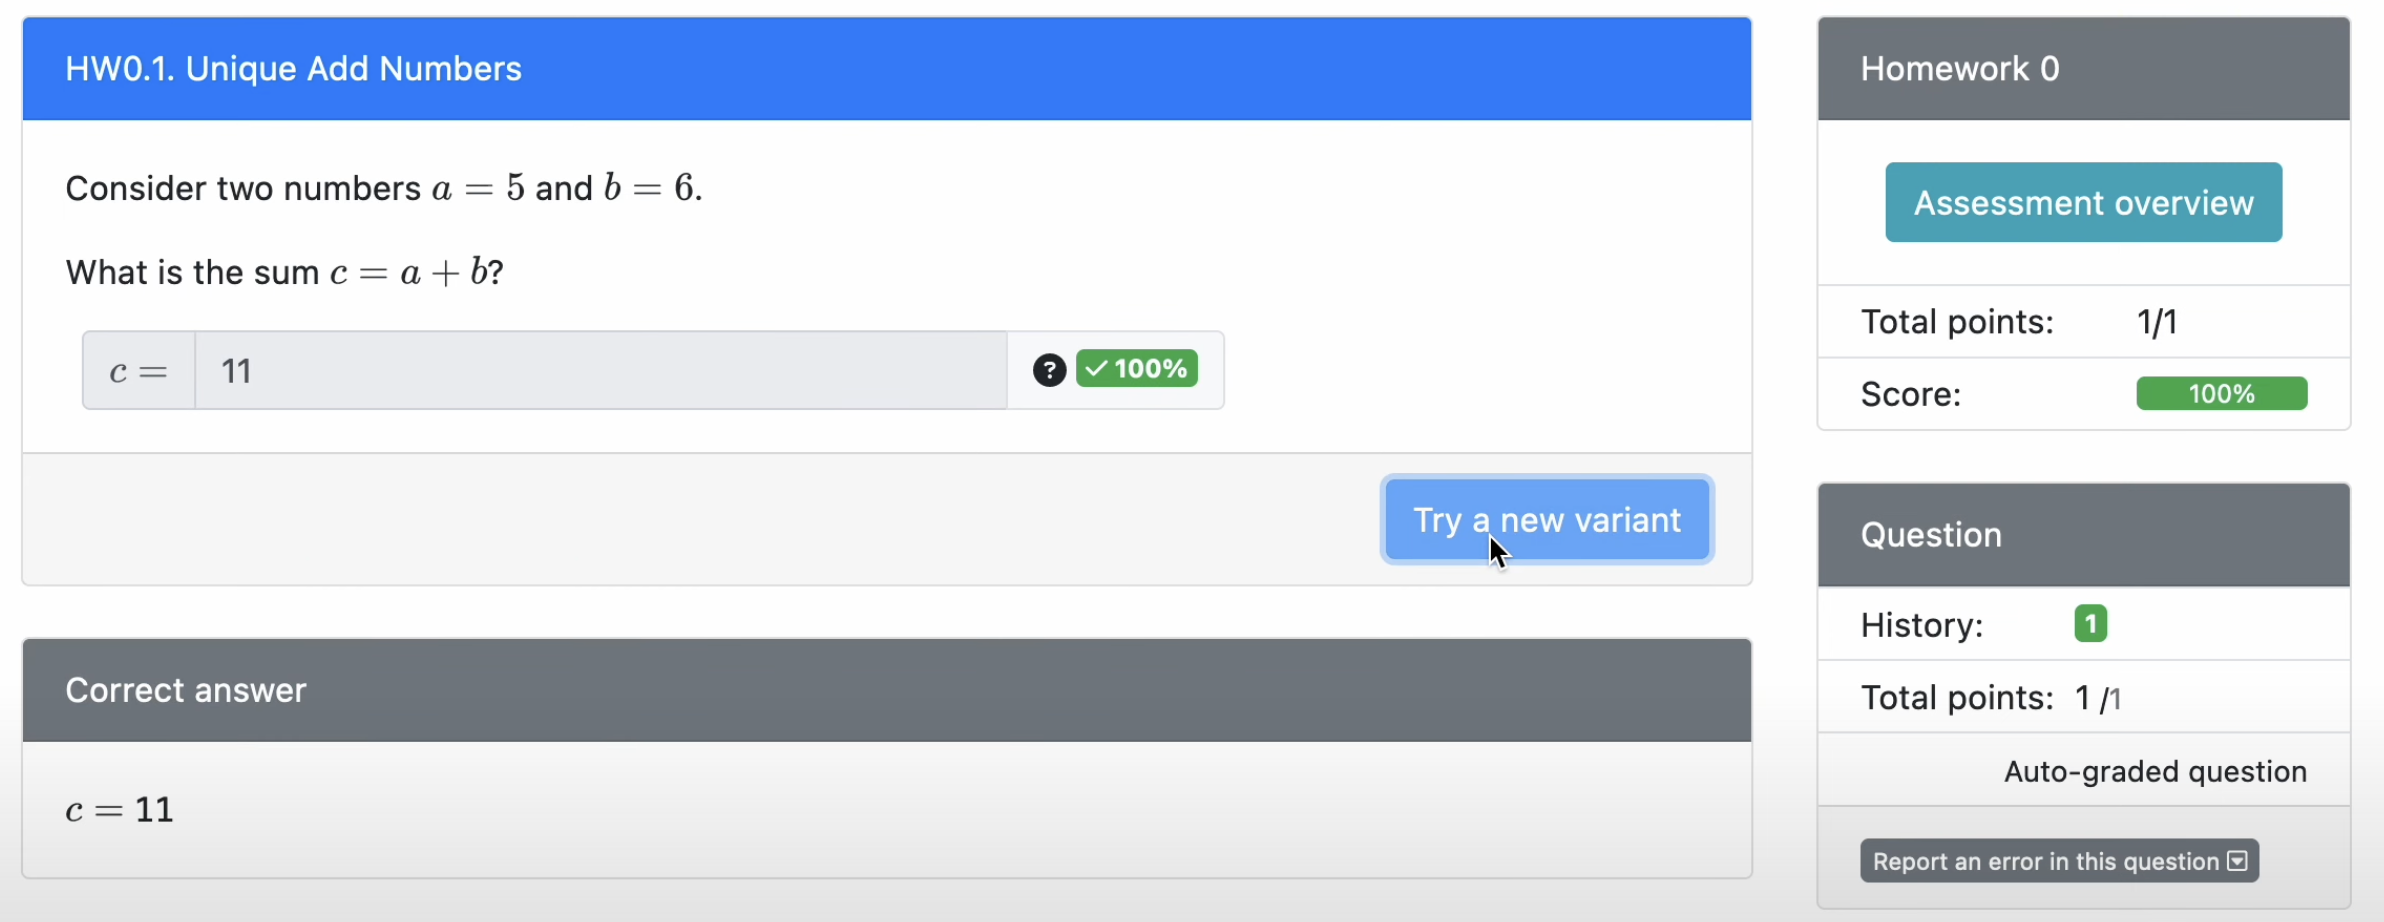 HW0.1. Unique Add Numbers
Consider two numbers a = 5 and b = 6.
What is the sum c = a + b?
c = 11 ? ✓ 100%
Try a new variant
Correct answer
c = 11
Homework 0
Assessment overview
Total points: 1/1
Score: 100%
Question
History: 1
Total points: 1 /1
Auto-graded question
Report an error in this question